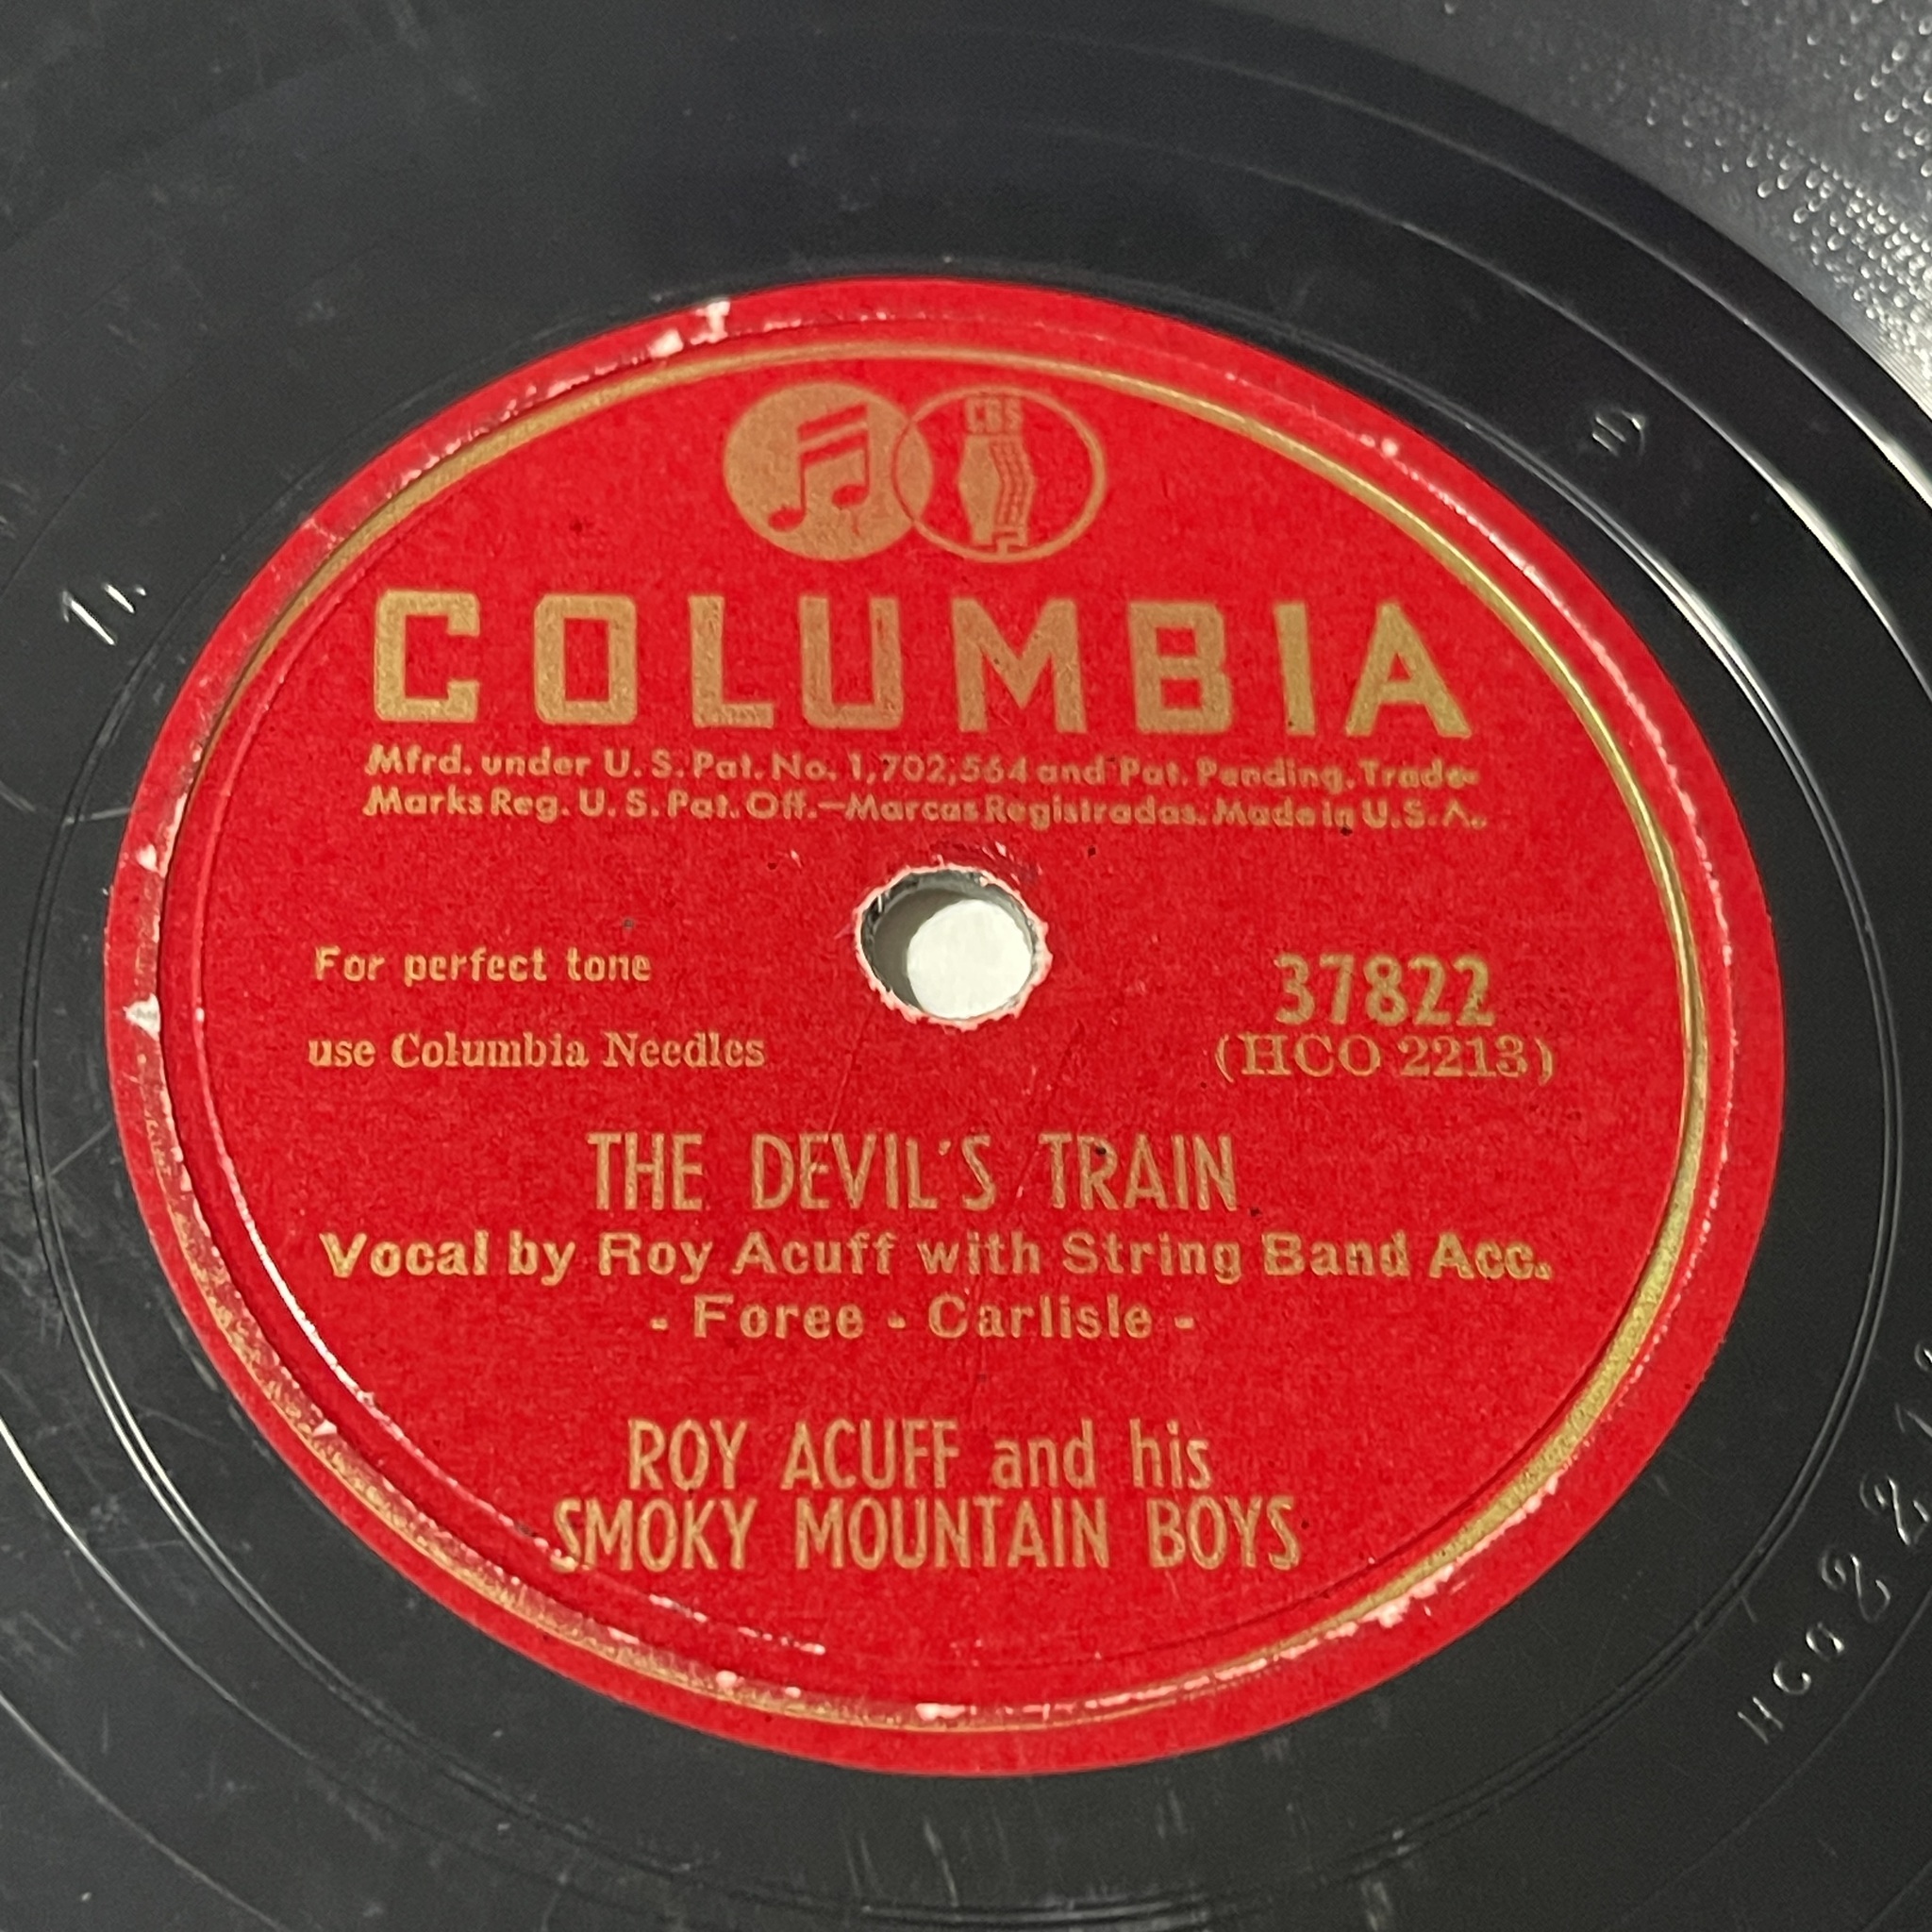 CBS
COLUMBIA
Mfrd. under U. S. Pat. No. 1,702,564 and Pat. Pending. Trade-
Marks Reg. U. S. Pat. Off.—Marcas Registradas. Made in U. S. A.
For perfect tone
use Columbia Needles
37822
(HCO 2213)
THE DEVIL'S TRAIN
Vocal by Roy Acuff with String Band Acc.
- Foree - Carlisle -
ROY ACUFF and his
SMOKY MOUNTAIN BOYS